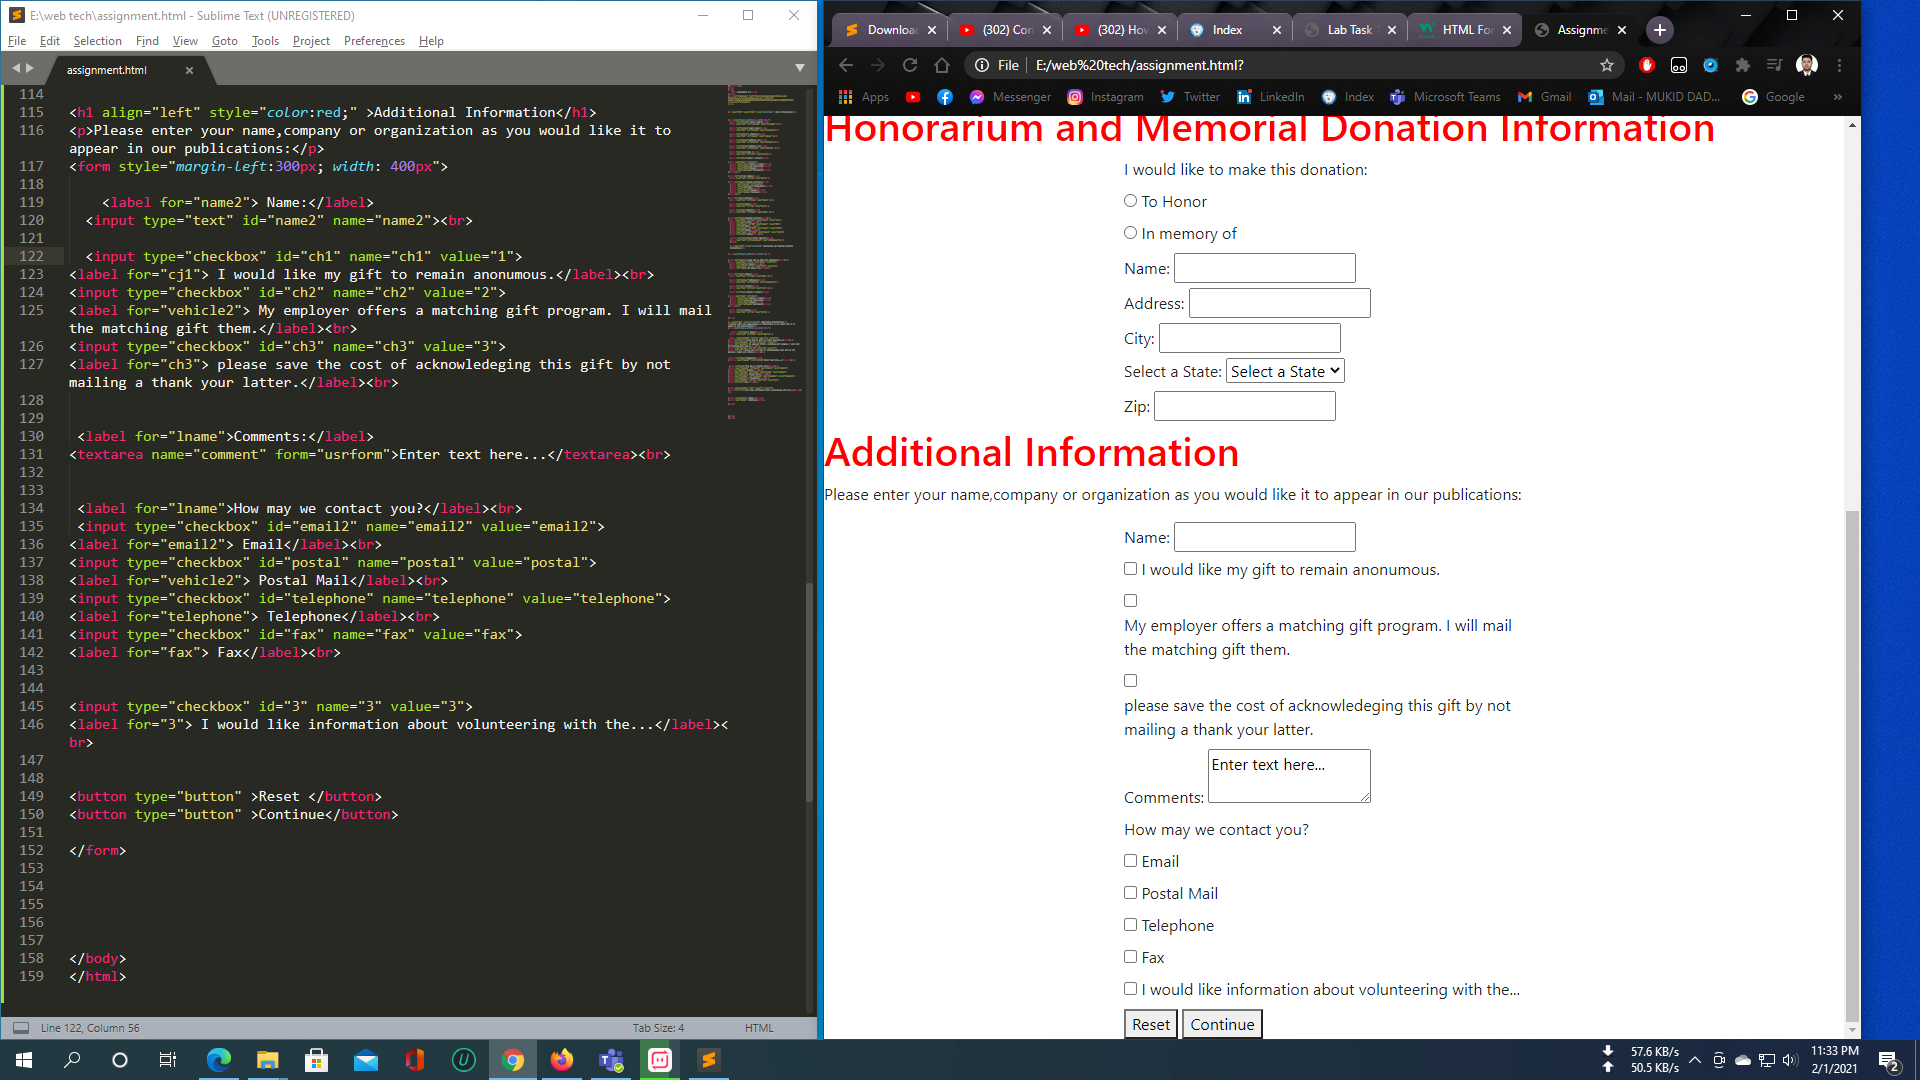 E:\web tech\assignment.html - Sublime Text (UNREGISTERED)
File Edit Selection Find View Goto Tools Project Preferences Help
assignment.html
114
115 <h1 align="left" style="color:red;" >Additional Information</h1>
116 <p>Please enter your name,company or organization as you would like it to
appear in our publications:</p>
117 <form style="margin-left:300px; width: 400px">
118
119 <label for="name2"> Name:</label>
120 <input type="text" id="name2" name="name2"><br>
121
122 <input type="checkbox" id="ch1" name="ch1" value="1">
123 <label for="cj1"> I would like my gift to remain anonumous.</label><br>
124 <input type="checkbox" id="ch2" name="ch2" value="2">
125 <label for="vehicle2"> My employer offers a matching gift program. I will mail
the matching gift them.</label><br>
126 <input type="checkbox" id="ch3" name="ch3" value="3">
127 <label for="ch3"> please save the cost of acknowledeging this gift by not
mailing a thank your latter.</label><br>
128
129
130 <label for="lname">Comments:</label>
131 <textarea name="comment" form="usrform">Enter text here...</textarea><br>
132
133
134 <label for="lname">How may we contact you?</label><br>
135 <input type="checkbox" id="email2" name="email2" value="email2">
136 <label for="email2"> Email</label><br>
137 <input type="checkbox" id="postal" name="postal" value="postal">
138 <label for="vehicle2"> Postal Mail</label><br>
139 <input type="checkbox" id="telephone" name="telephone" value="telephone">
140 <label for="telephone"> Telephone</label><br>
141 <input type="checkbox" id="fax" name="fax" value="fax">
142 <label for="fax"> Fax</label><br>
143
144
145 <input type="checkbox" id="3" name="3" value="3">
146 <label for="3"> I would like information about volunteering with the...</label><
br>
147
148
149 <button type="button" >Reset </button>
150 <button type="button" >Continue</button>
151
152 </form>
153
154
155
156
157
158 </body>
159 </html>
Line 122, Column 56 Tab Size: 4 HTML
Downloa (302) Con (302) How Index Lab Task HTML Fo Assignme
File E:/web%20tech/assignment.html?
Apps Messenger Instagram Twitter LinkedIn Index Microsoft Teams Gmail Mail - MUKID DAD... Google »
Honorarium and Memorial Donation Information
I would like to make this donation:
To Honor
In memory of
Name:
Address:
City:
Select a State: Select a State
Zip:
Additional Information
Please enter your name,company or organization as you would like it to appear in our publications:
Name:
I would like my gift to remain anonumous.
My employer offers a matching gift program. I will mail
the matching gift them.
please save the cost of acknowledeging this gift by not
mailing a thank your latter.
Enter text here...
Comments:
How may we contact you?
Email
Postal Mail
Telephone
Fax
I would like information about volunteering with the...
Reset Continue
57.6 KB/s
50.5 KB/s
11:33 PM
2/1/2021
2